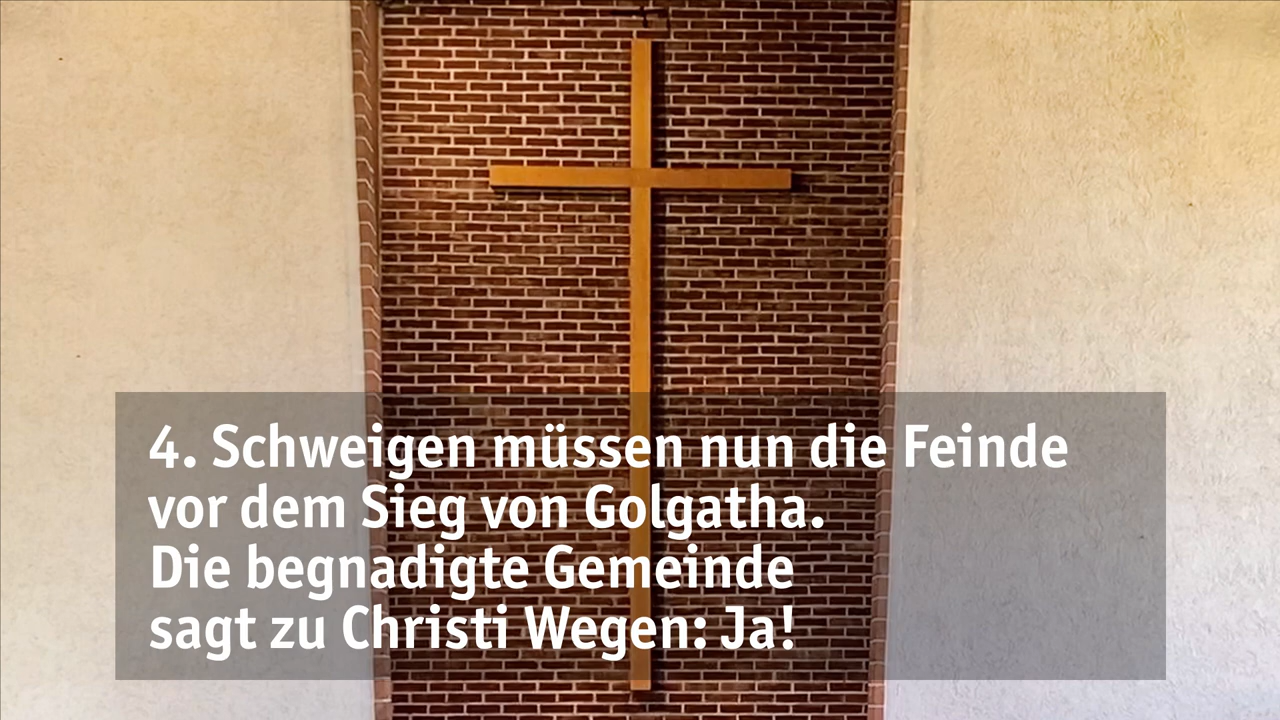 4. Schweigen müssen nun die Feinde
vor dem Sieg von Golgatha.
Die begnadigte Gemeinde
sagt zu Christi Wegen: Ja!